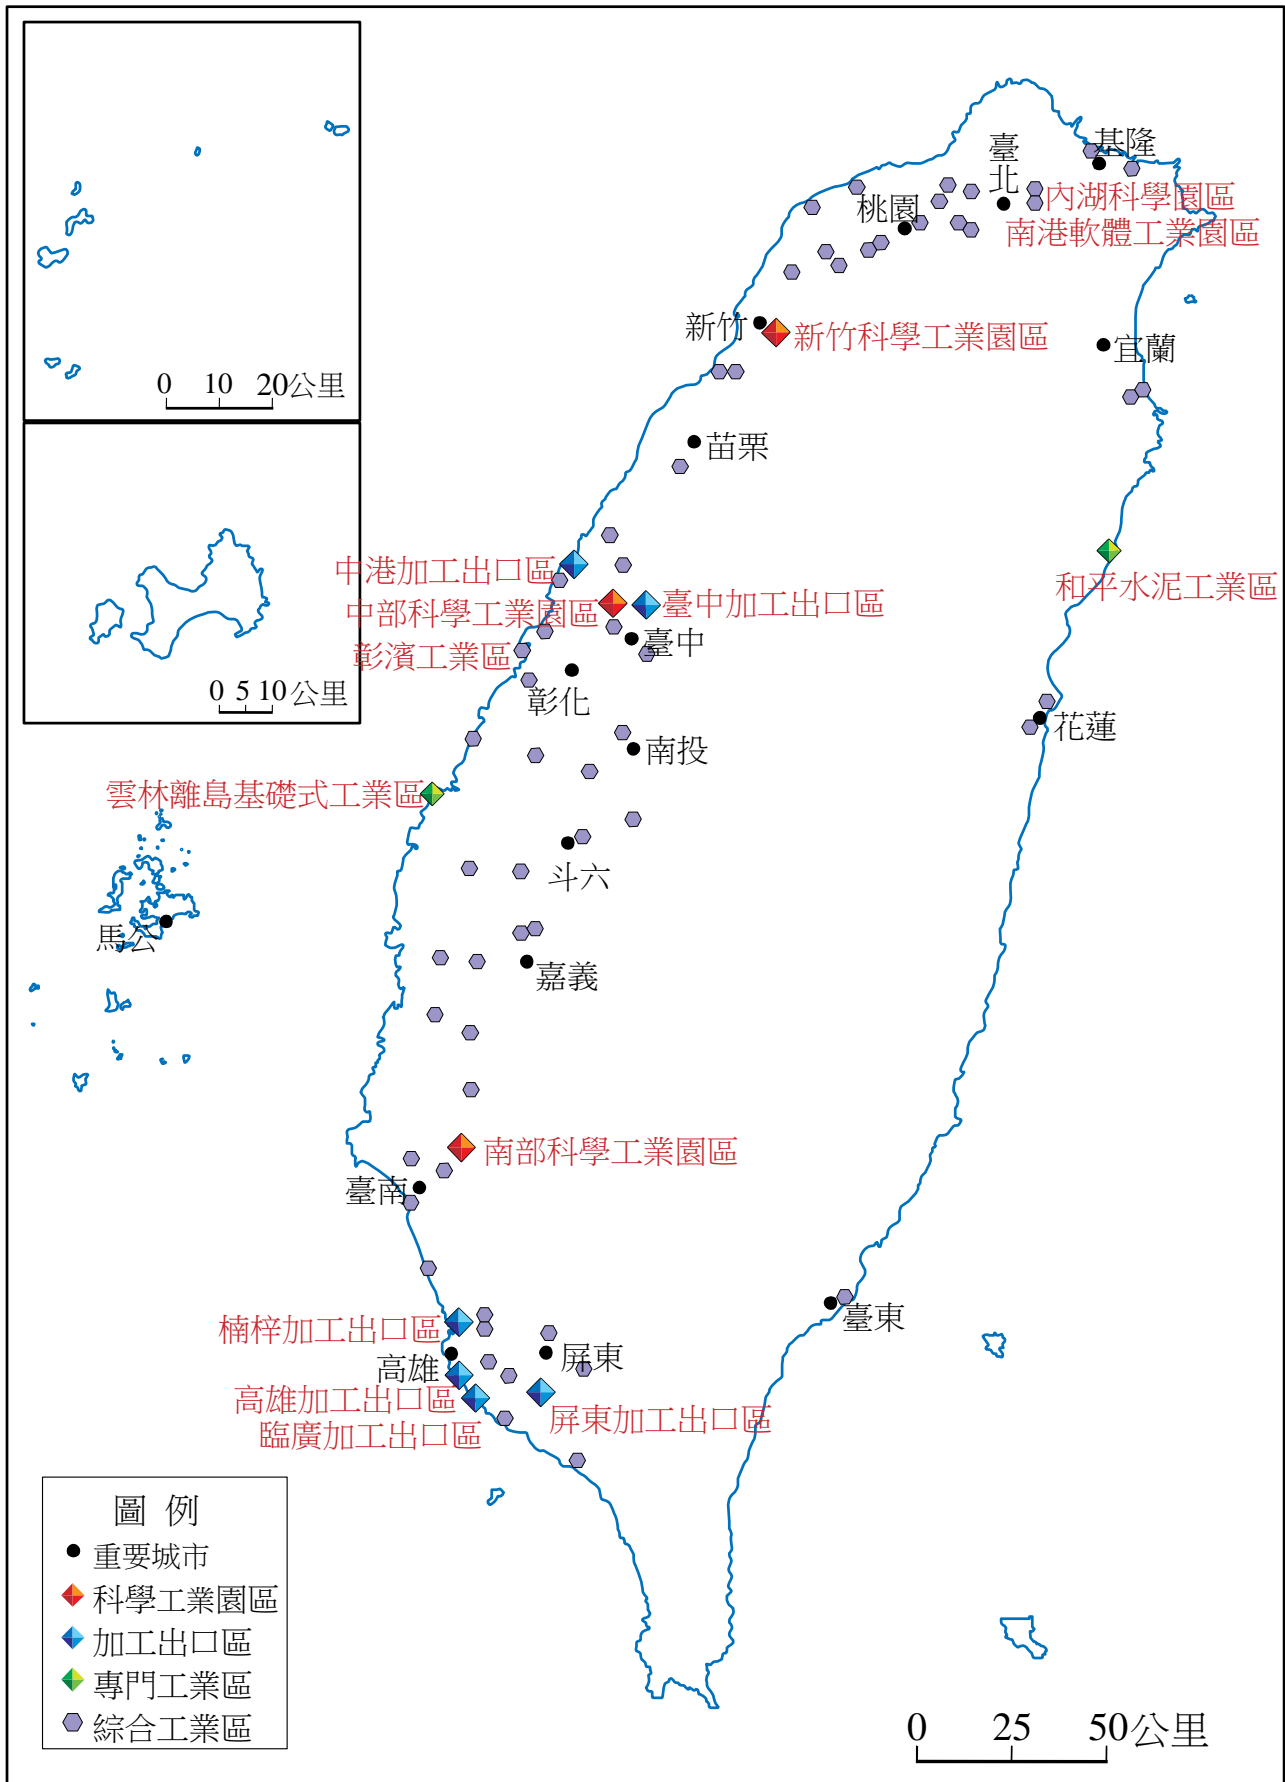 0 10 20公里
0 5 10公里
基隆
臺北
內湖科學園區
桃園
南港軟體工業園區
新竹
新竹科學工業園區
宜蘭
苗栗
中港加工出口區
和平水泥工業區
中部科學工業園區
臺中加工出口區
臺中
彰濱工業區
彰化
花蓮
南投
雲林離島基礎式工業區
斗六
馬公
嘉義
南部科學工業園區
臺南
臺東
楠梓加工出口區
高雄
屏東
高雄加工出口區
屏東加工出口區
臨廣加工出口區
圖例
重要城市
科學工業園區
加工出口區
專門工業區
綜合工業區
0 25 50公里